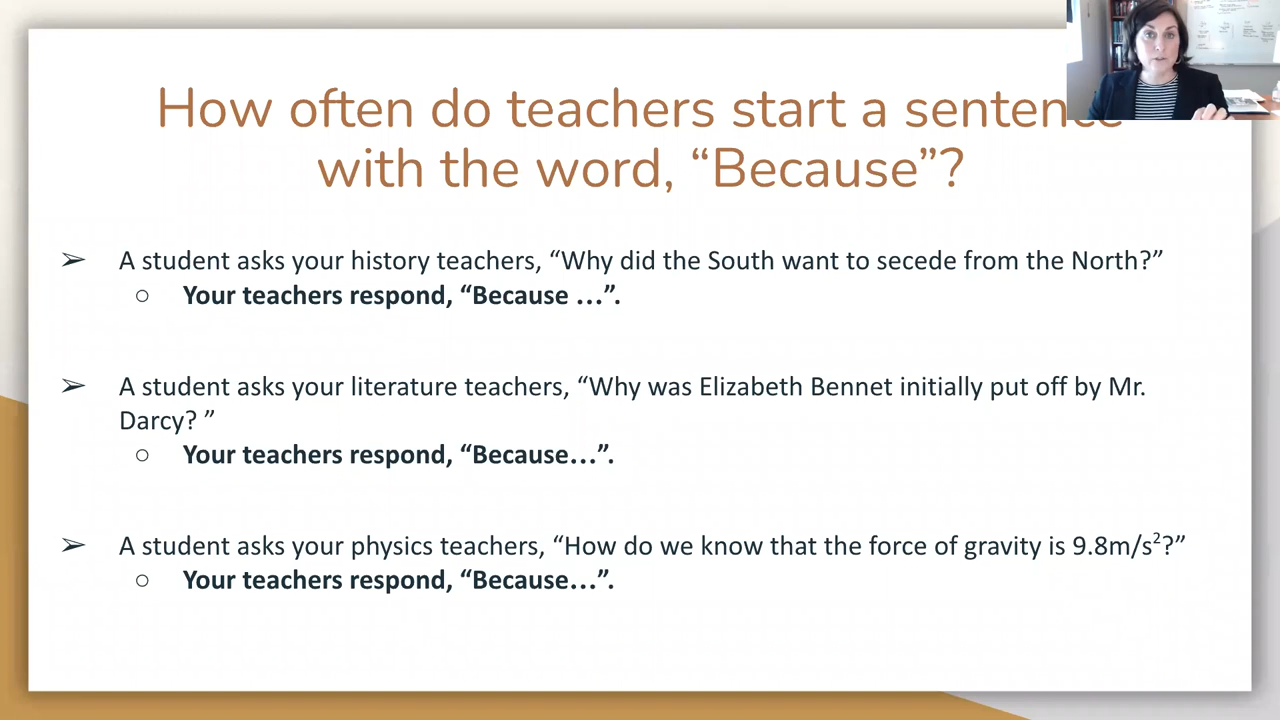 How often do teachers start a sentence
with the word, “Because”?
➢ A student asks your history teachers, “Why did the South want to secede from the North?”
○ Your teachers respond, “Because …”.
➢ A student asks your literature teachers, “Why was Elizabeth Bennet initially put off by Mr.
Darcy? ”
○ Your teachers respond, “Because…”.
➢ A student asks your physics teachers, “How do we know that the force of gravity is 9.8m/s²?”
○ Your teachers respond, “Because…”.